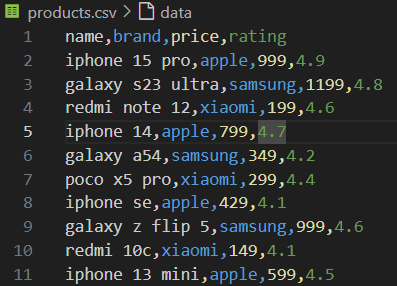 products.csv > data
1 name,brand,price,rating
2 iphone 15 pro,apple,999,4.9
3 galaxy s23 ultra,samsung,1199,4.8
4 redmi note 12,xiaomi,199,4.6
5 iphone 14,apple,799,4.7
6 galaxy a54,samsung,349,4.2
7 poco x5 pro,xiaomi,299,4.4
8 iphone se,apple,429,4.1
9 galaxy z flip 5,samsung,999,4.6
10 redmi 10c,xiaomi,149,4.1
11 iphone 13 mini,apple,599,4.5